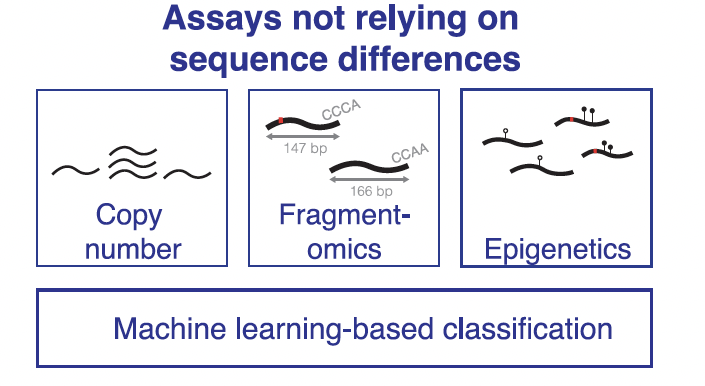 Assays not relying on
sequence differences
Copy
number
CCCA
147 bp
CCAA
166 bp
Fragment-
omics
Epigenetics
Machine learning-based classification